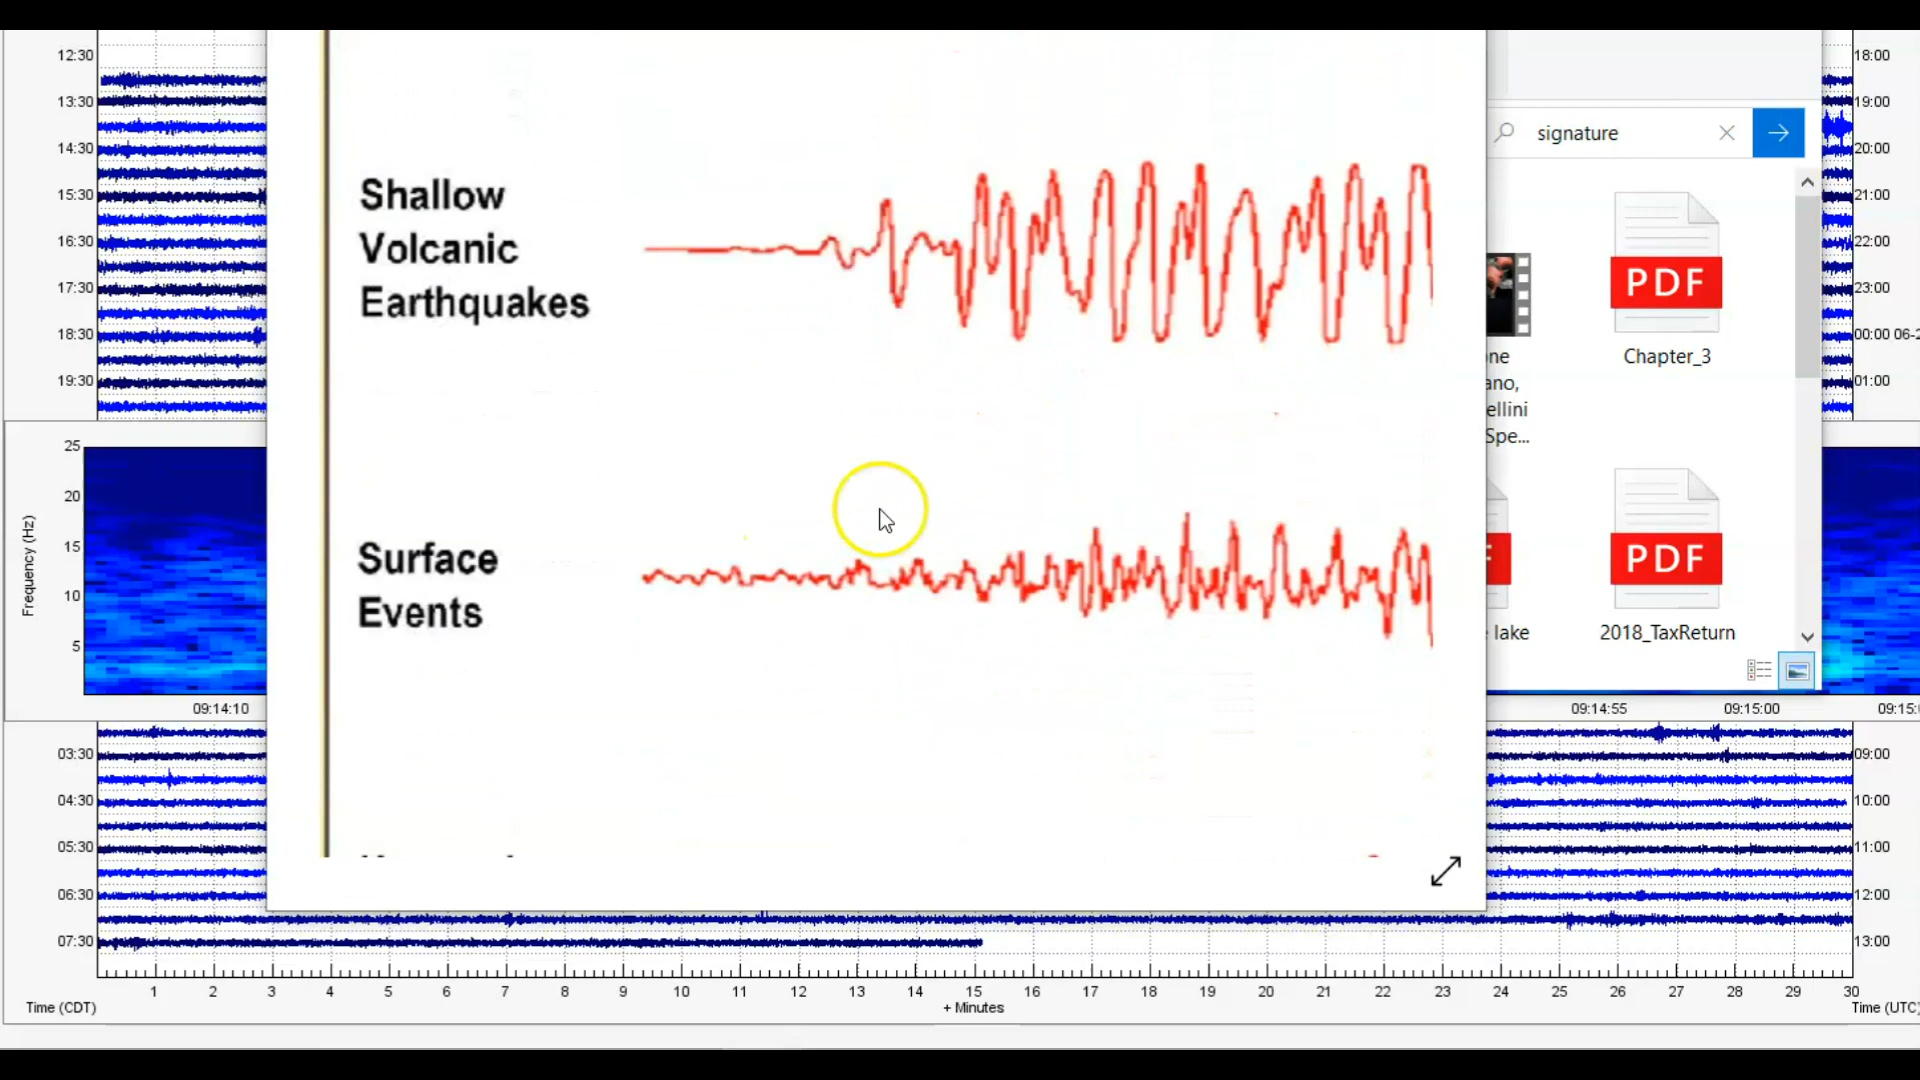 12:30
13:30
14:30
15:30
16:30
17:30
18:30
19:30
Shallow
Volcanic
Earthquakes
Surface
Events
signature
18:00
19:00
20:00
21:00
22:00
23:00
00:00 06-2
01:00
PDF
Chapter_3
one
ano,
ellini
Spe...
PDF
lake
2018_TaxReturn
Frequency (Hz)
25
20
15
10
5
09:14:10
09:14:55
09:15:00
09:15:
03:30
04:30
05:30
06:30
07:30
09:00
10:00
11:00
12:00
13:00
1 2 3 4 5 6 7 8 9 10 11 12 13 14 15 16 17 18 19 20 21 22 23 24 25 26 27 28 29 30
Time (CDT)
+ Minutes
Time (UTC)